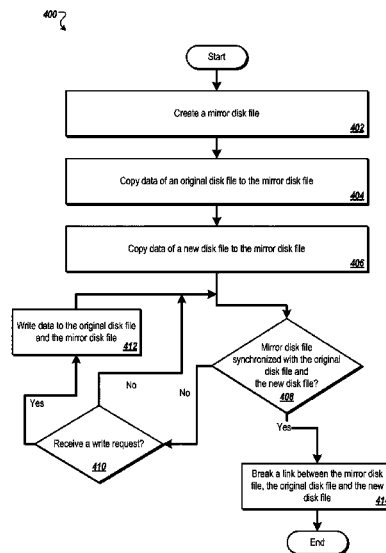 400
Start
Create a mirror disk file
402
Copy data of an original disk file to the mirror disk file
404
Copy data of a new disk file to the mirror disk file
406
Write data to the original disk file
and the mirror disk file
412
Mirror disk file
synchronized with the original
disk file and
the new disk file?
408
No
No
Yes
Receive a write request?
410
Yes
Break a link between the mirror disk
file, the original disk file and the new
disk file
414
End